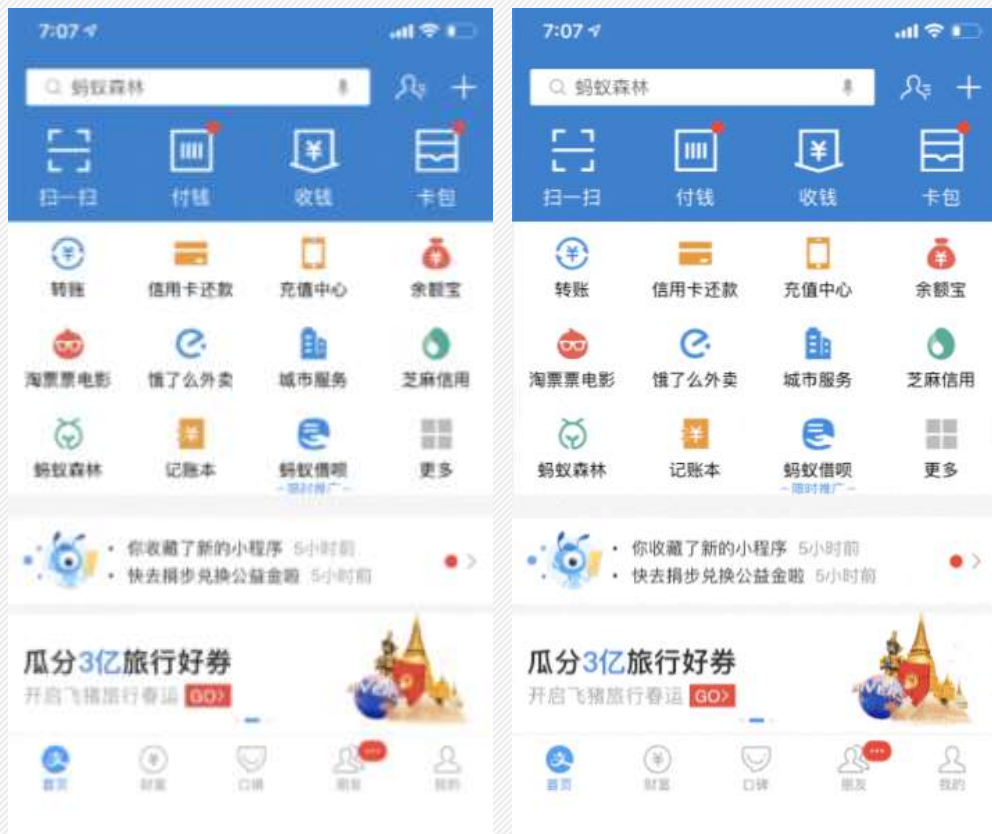 7:07
蚂蚁森林
扫一扫 付钱 收钱 卡包
转账 信用卡还款 充值中心 余额宝
淘票票电影 饿了么外卖 城市服务 芝麻信用
蚂蚁森林 记账本 蚂蚁借呗 更多
限时推广
你收藏了新的小程序 5小时前
快去捐步兑换公益金啦 5小时前
瓜分3亿旅行好券
开启飞猪旅行春运 GO>
首页 财富 口碑 朋友 我的
7:07
蚂蚁森林
扫一扫 付钱 收钱 卡包
转账 信用卡还款 充值中心 余额宝
淘票票电影 饿了么外卖 城市服务 芝麻信用
蚂蚁森林 记账本 蚂蚁借呗 更多
限时推广
你收藏了新的小程序 5小时前
快去捐步兑换公益金啦 5小时前
瓜分3亿旅行好券
开启飞猪旅行春运 GO>
首页 财富 口碑 朋友 我的